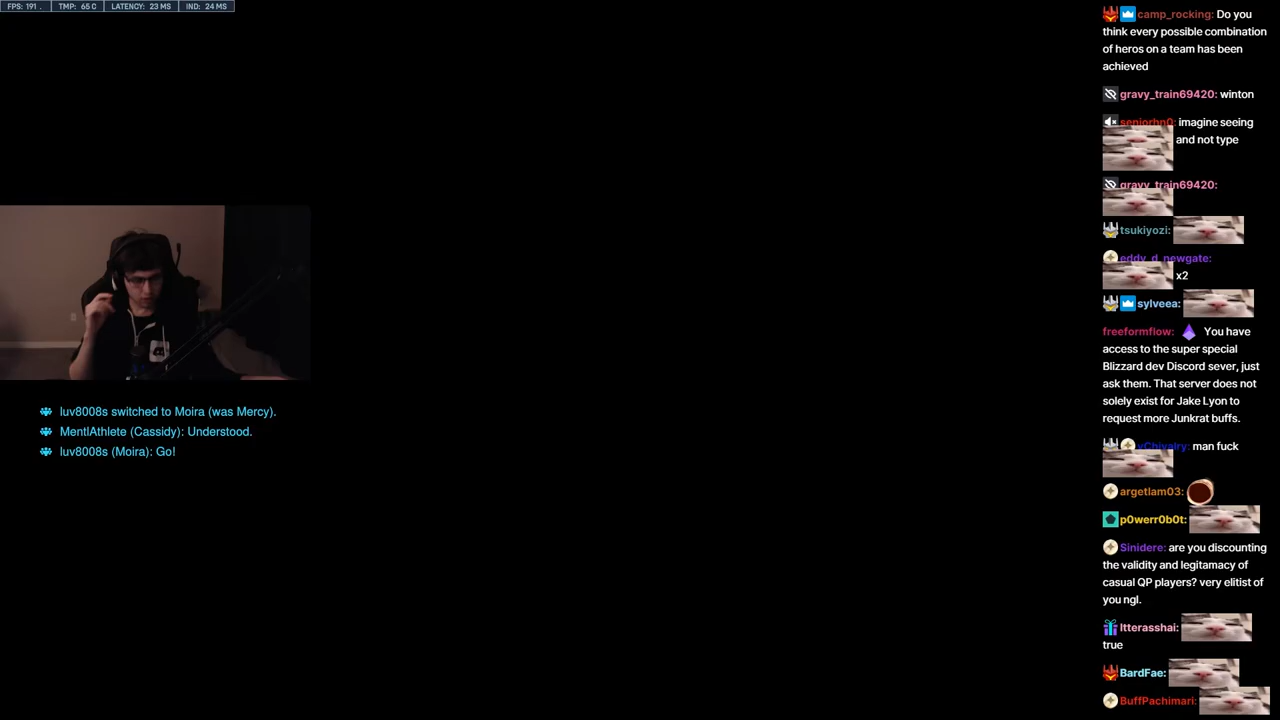 FPS: 191 . TMP: 65 C LATENCY: 23 MS IND: 24 MS
luv8008s switched to Moira (was Mercy).
MentlAthlete (Cassidy): Understood.
luv8008s (Moira): Go!
camp_rocking: Do you
think every possible combination
of heros on a team has been
achieved
gravy_train69420: winton
seniorhn0: imagine seeing
and not type
gravy_train69420:
tsukiyozi:
eddy_d_newgate:
x2
sylveea:
freeformflow: You have
access to the super special
Blizzard dev Discord sever, just
ask them. That server does not
solely exist for Jake Lyon to
request more Junkrat buffs.
vChivalry: man fuck
argetlam03:
p0werr0b0t:
Sinidere: are you discounting
the validity and legitamacy of
casual QP players? very elitist of
you ngl.
Itterasshai:
true
BardFae:
BuffPachimari: